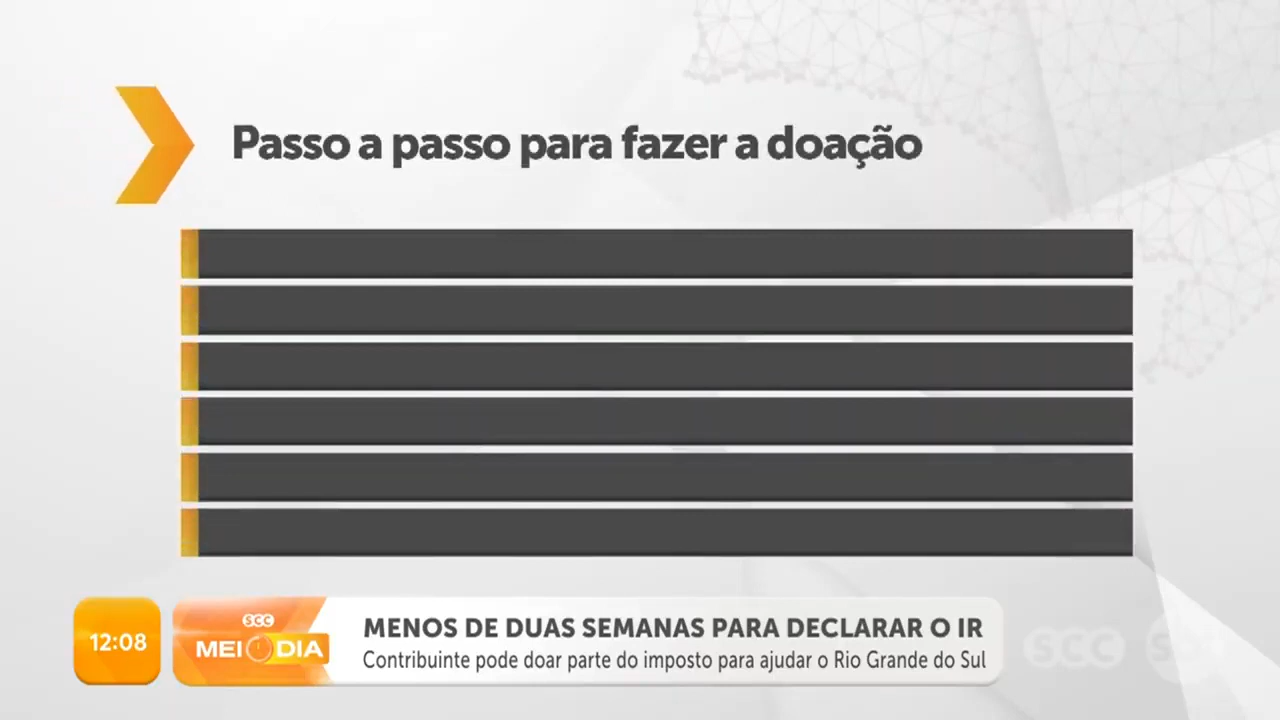 Passo a passo para fazer a doação
12:08
scc
MEIO DIA
MENOS DE DUAS SEMANAS PARA DECLARAR O IR
Contribuinte pode doar parte do imposto para ajudar o Rio Grande do Sul
scc